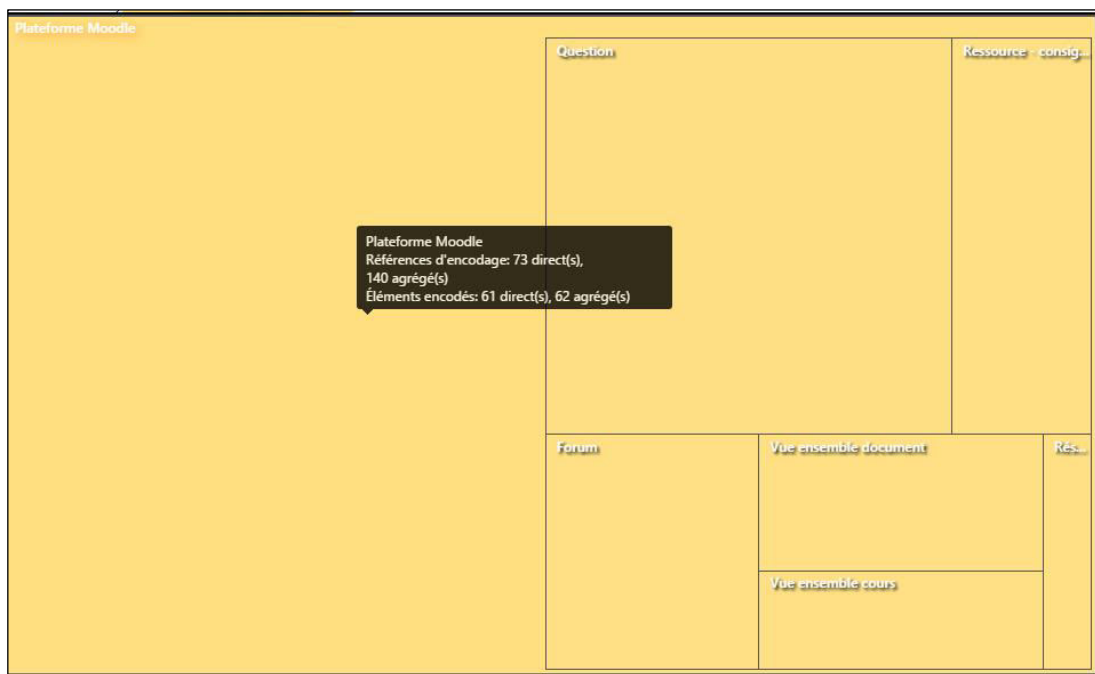 Plateforme Moodle
Question
Ressource - consig...
Plateforme Moodle
Références d'encodage: 73 direct(s),
140 agrégé(s)
Éléments encodés: 61 direct(s), 62 agrégé(s)
Forum
Vue ensemble document
Rés...
Vue ensemble cours